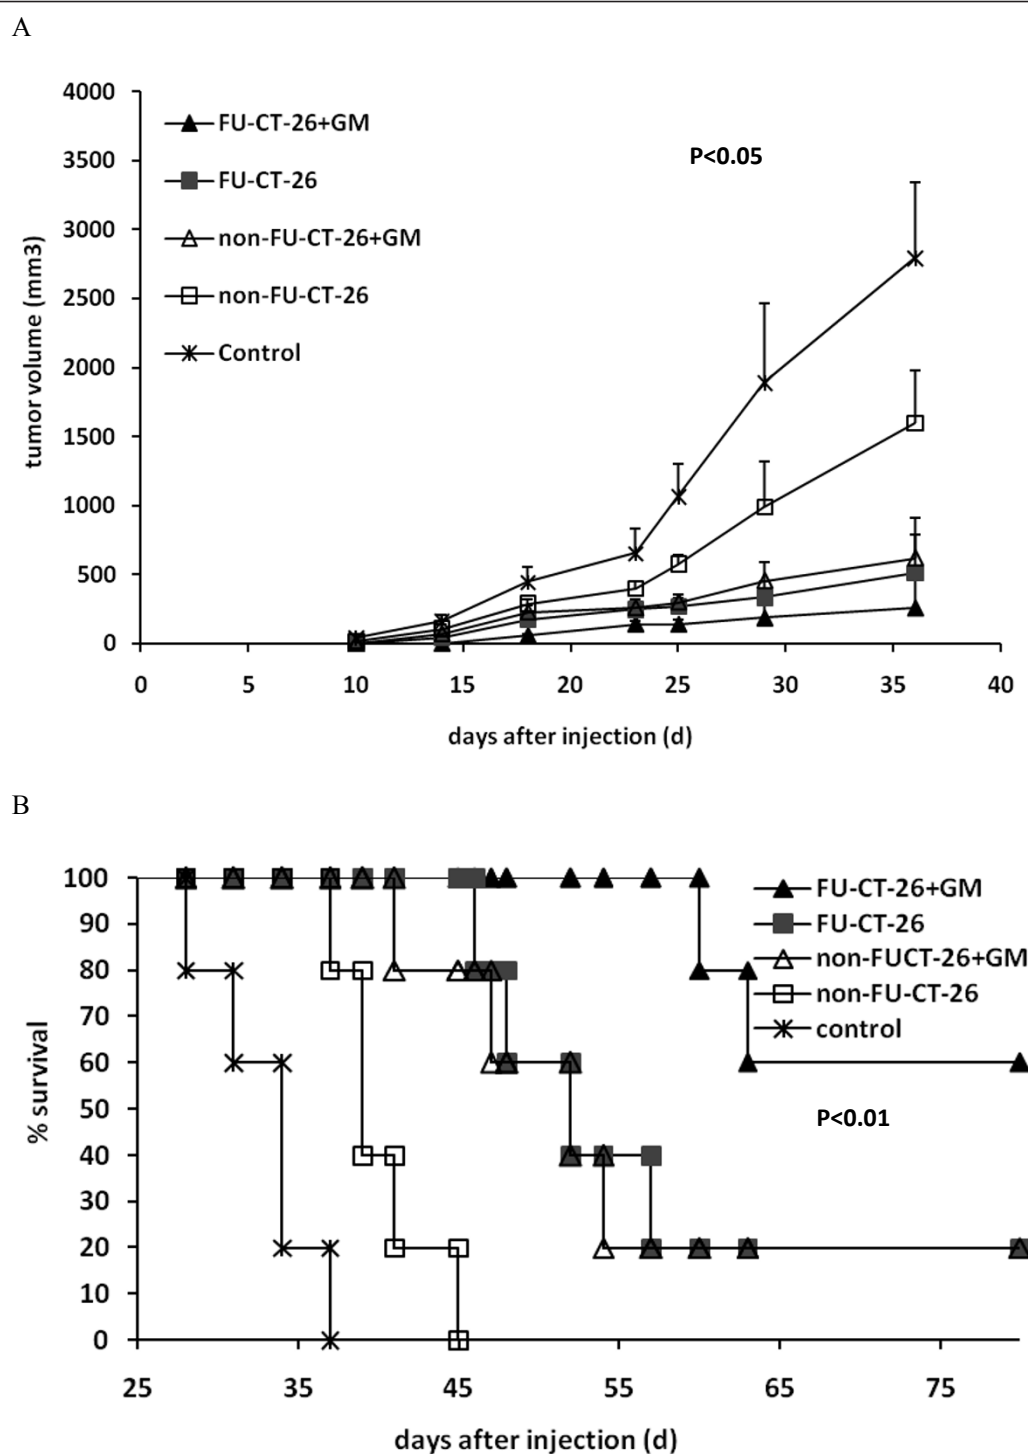 A
4000
3500
3000
2500
2000
1500
1000
500
0
tumor volume (mm3)
FU-CT-26+GM
FU-CT-26
non-FU-CT-26+GM
non-FU-CT-26
Control
P<0.05
0 5 10 15 20 25 30 35 40
days after injection (d)
B
100
90
80
70
60
50
40
30
20
10
0
% survival
FU-CT-26+GM
FU-CT-26
non-FUCT-26+GM
non-FU-CT-26
control
P<0.01
25 35 45 55 65 75
days after injection (d)